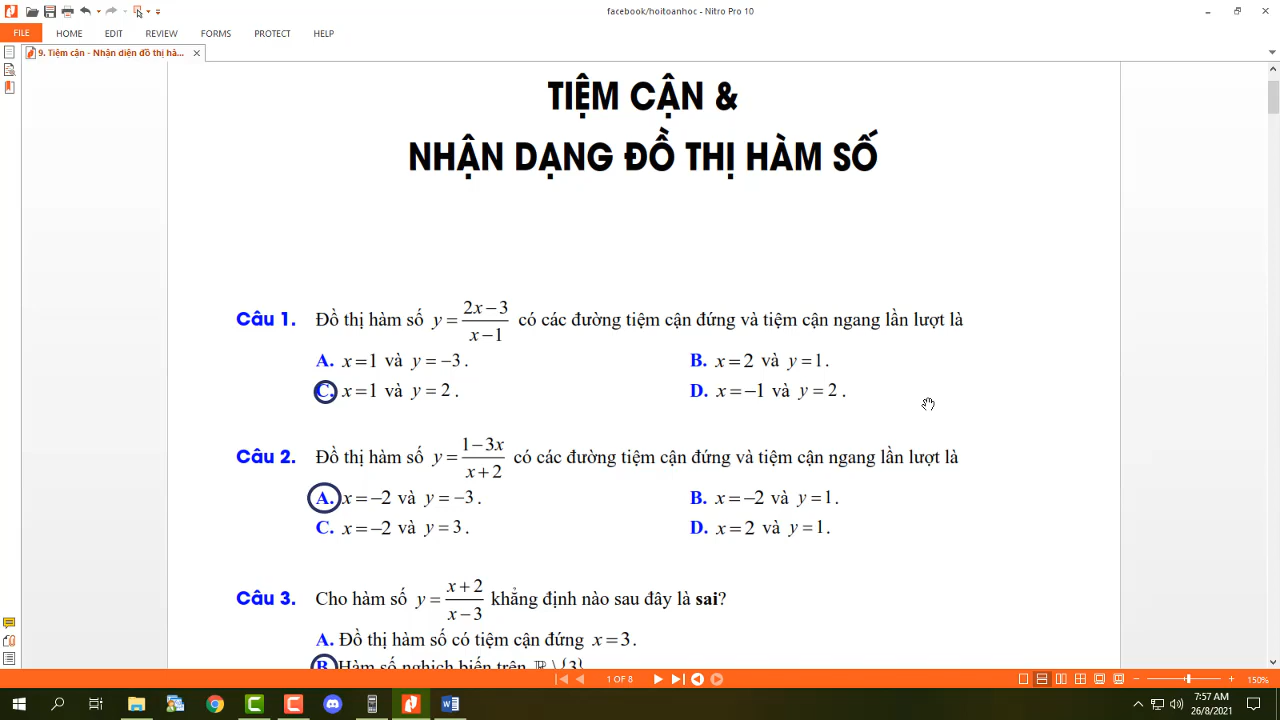 facebook/hoitoanhoc - Nitro Pro 10
FILE HOME EDIT REVIEW FORMS PROTECT HELP
9. Tiệm cận - Nhận diện đồ thị hà...
TIỆM CẬN &
NHẬN DẠNG ĐỒ THỊ HÀM SỐ
Câu 1. Đồ thị hàm số y = (2x − 3)/(x − 1) có các đường tiệm cận đứng và tiệm cận ngang lần lượt là
A. x = 1 và y = −3. B. x = 2 và y = 1.
C. x = 1 và y = 2. D. x = −1 và y = 2.
Câu 2. Đồ thị hàm số y = (1 − 3x)/(x + 2) có các đường tiệm cận đứng và tiệm cận ngang lần lượt là
A. x = −2 và y = −3. B. x = −2 và y = 1.
C. x = −2 và y = 3. D. x = 2 và y = 1.
Câu 3. Cho hàm số y = (x + 2)/(x − 3) khẳng định nào sau đây là sai?
A. Đồ thị hàm số có tiệm cận đứng x = 3.
B. Hàm số nghịch biến trên ℝ \ {3}
1 OF 8
150%
7:57 AM
26/8/2021